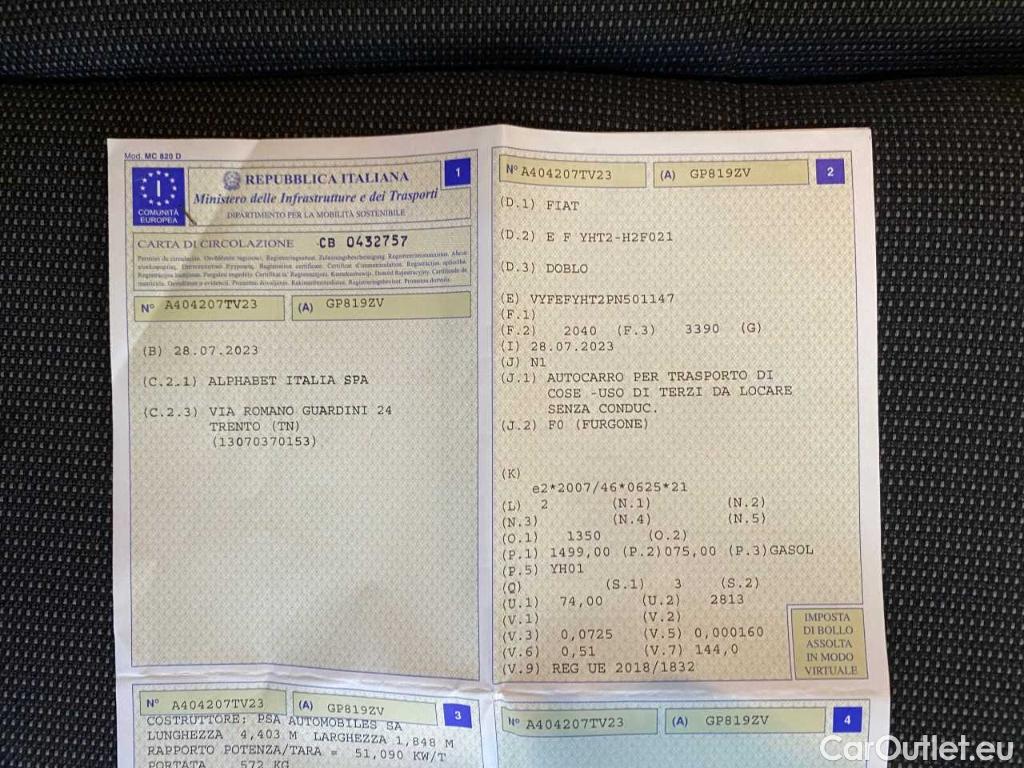 Mod. MC 820 D
COMUNITÀ
EUROPEA
I
REPUBBLICA ITALIANA
Ministero delle Infrastrutture e dei Trasporti
DIPARTIMENTO PER LA MOBILITÀ SOSTENIBILE
1
CARTA DI CIRCOLAZIONE CB 0432757
N° A404207TV23 (A) GP819ZV
(B) 28.07.2023
(C.2.1) ALPHABET ITALIA SPA
(C.2.3) VIA ROMANO GUARDINI 24
TRENTO (TN)
(13070370153)
N° A404207TV23 (A) GP819ZV 2
(D.1) FIAT
(D.2) E F YHT2-H2F021
(D.3) DOBLO
(E) VYFEFYHT2PN501147
(F.1)
(F.2) 2040 (F.3) 3390 (G)
(I) 28.07.2023
(J) N1
(J.1) AUTOCARRO PER TRASPORTO DI
COSE -USO DI TERZI DA LOCARE
SENZA CONDUC.
(J.2) F0 (FURGONE)
(K)
e2*2007/46*0625*21
(L) 2 (N.1) (N.2)
(N.3) (N.4) (N.5)
(O.1) 1350 (O.2)
(P.1) 1499,00 (P.2)075,00 (P.3)GASOL
(P.5) YH01
(Q) (S.1) 3 (S.2)
(U.1) 74,00 (U.2) 2813
(V.1) (V.2)
(V.3) 0,0725 (V.5) 0,000160
(V.6) 0,51 (V.7) 144,0
(V.9) REG UE 2018/1832
IMPOSTA
DI BOLLO
ASSOLTA
IN MODO
VIRTUALE
N° A404207TV23 (A) GP819ZV 3
COSTRUTTORE: PSA AUTOMOBILES SA
LUNGHEZZA 4,403 M LARGHEZZA 1,848 M
RAPPORTO POTENZA/TARA = 51,090 KW/T
PORTATA 572 KG
N° A404207TV23 (A) GP819ZV 4
CarOutlet.eu